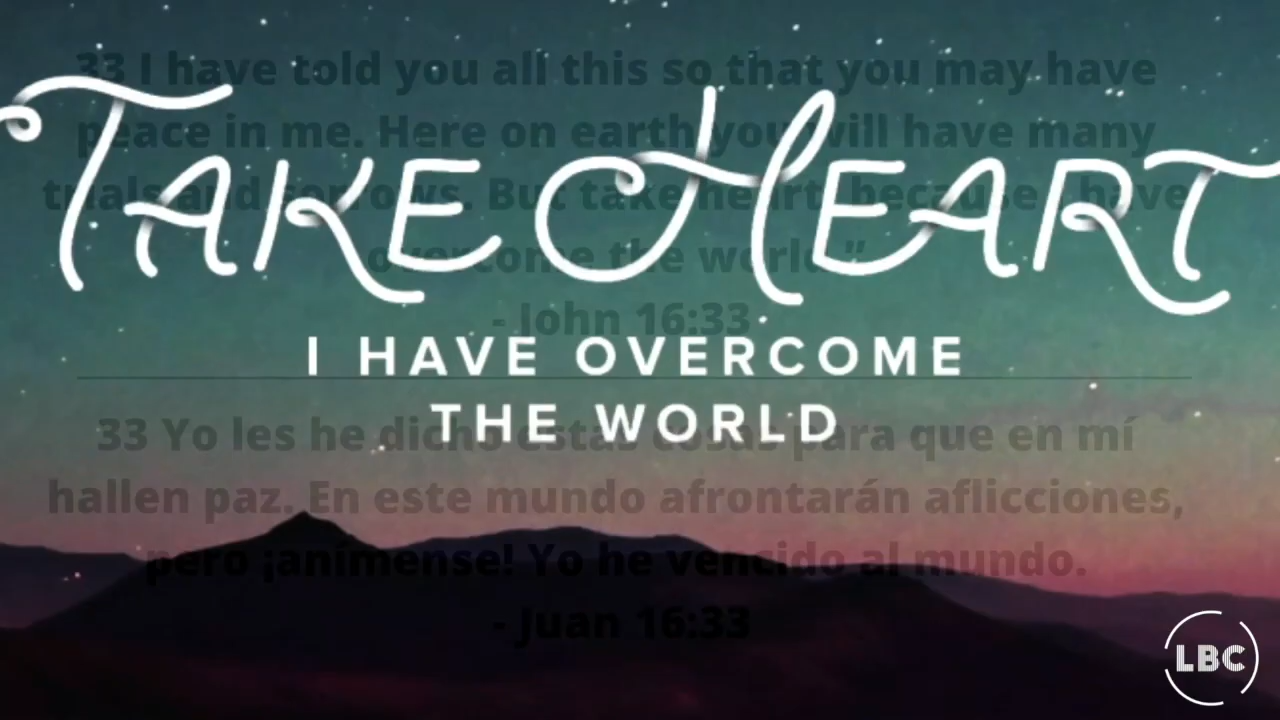 33 I have told you all this so that you may have
peace in me. Here on earth you will have many
trials and sorrows. But take heart, because I have
overcome the world.”
- John 16:33
TAKE HEART
I HAVE OVERCOME
THE WORLD
33 Yo les he dicho estas cosas para que en mí
hallen paz. En este mundo afrontarán aflicciones,
pero ¡anímense! Yo he vencido al mundo.
- Juan 16:33
LBC